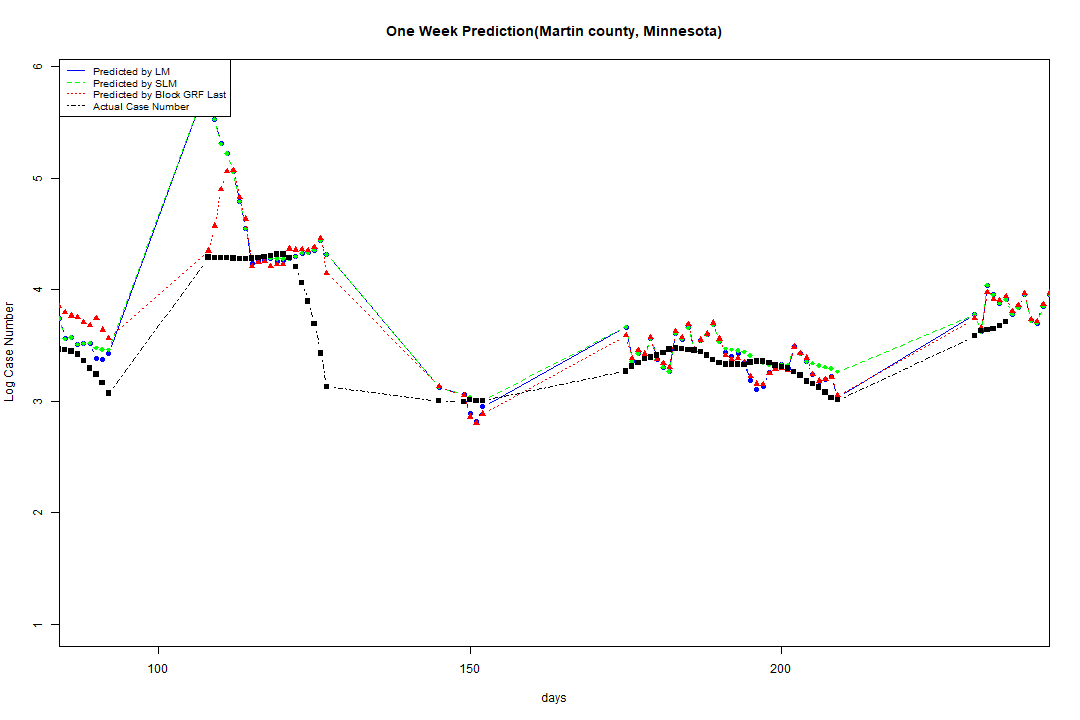 One Week Prediction(Martin county, Minnesota)
Predicted by LM
Predicted by SLM
Predicted by Block GRF Last
Actual Case Number
Log Case Number
6
5
4
3
2
1
100
150
200
days